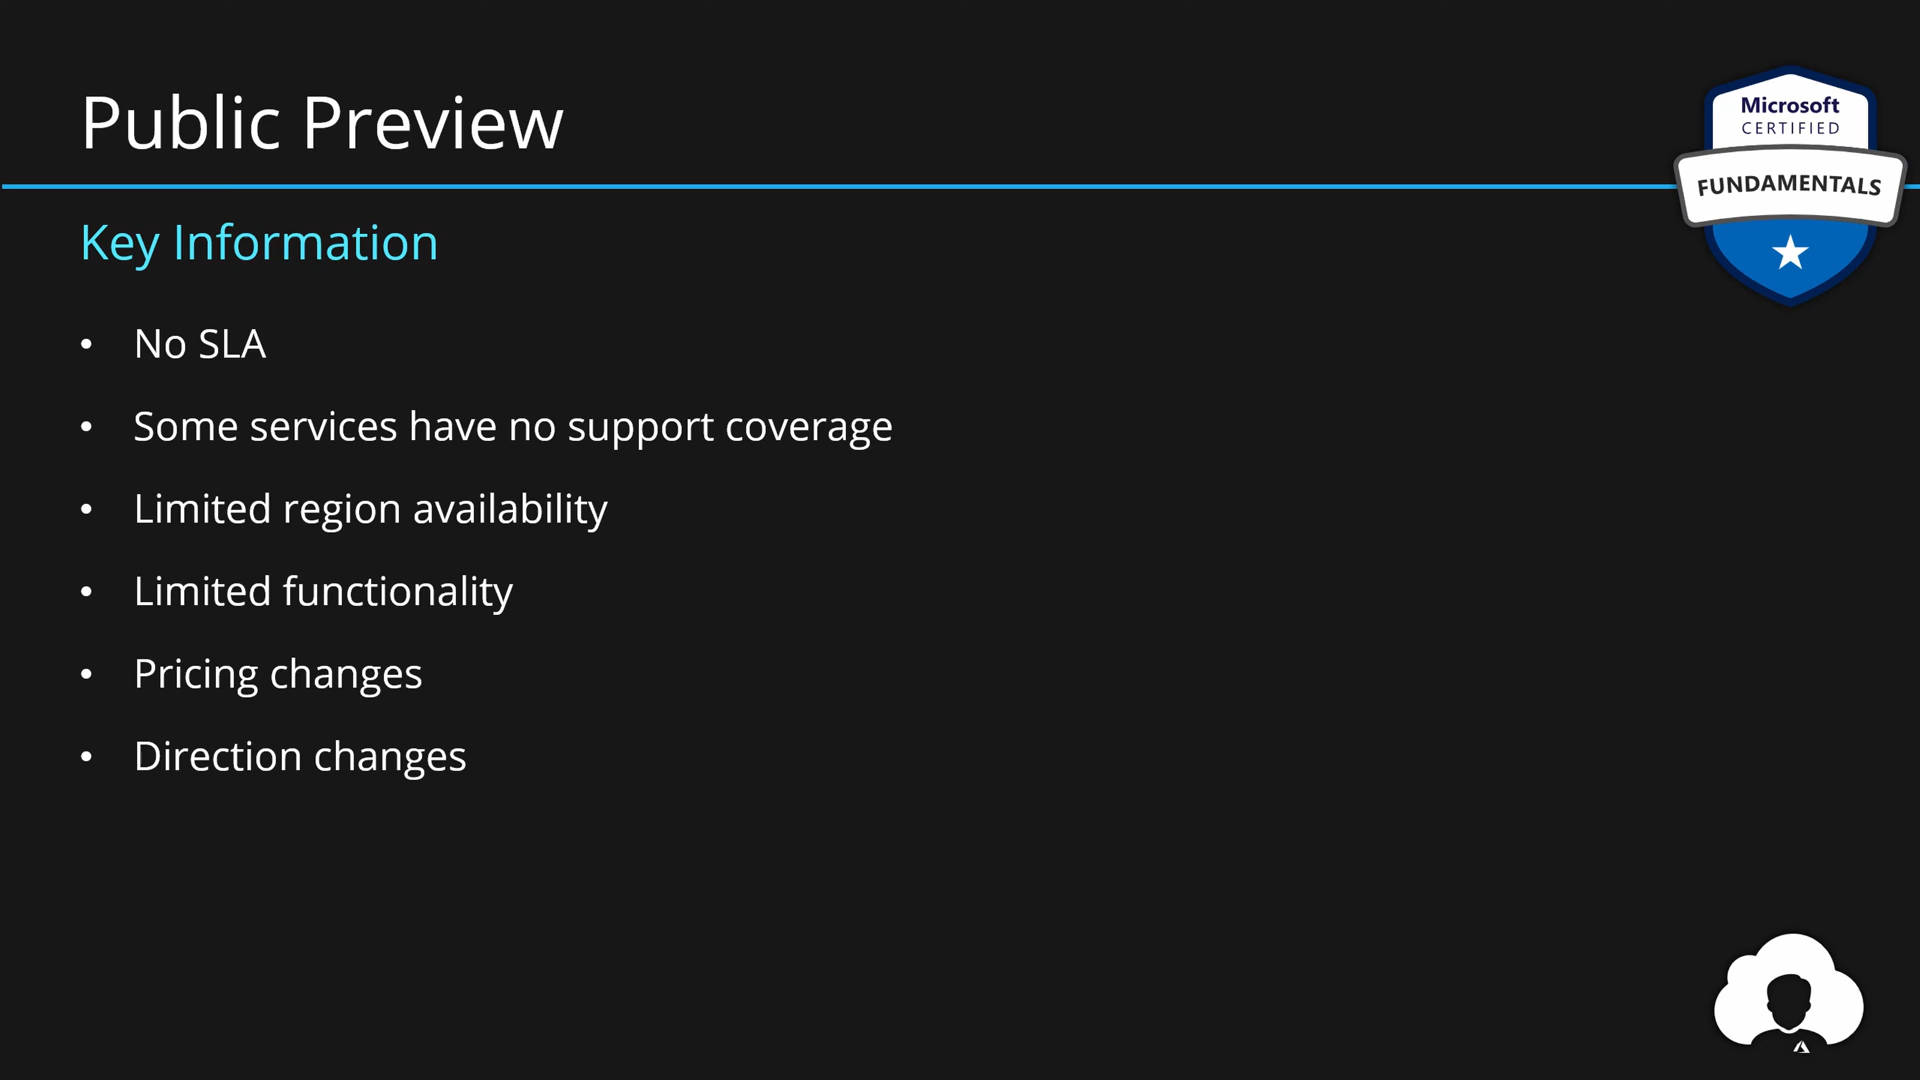 Public Preview
Microsoft
CERTIFIED
FUNDAMENTALS
Key Information
• No SLA
• Some services have no support coverage
• Limited region availability
• Limited functionality
• Pricing changes
• Direction changes